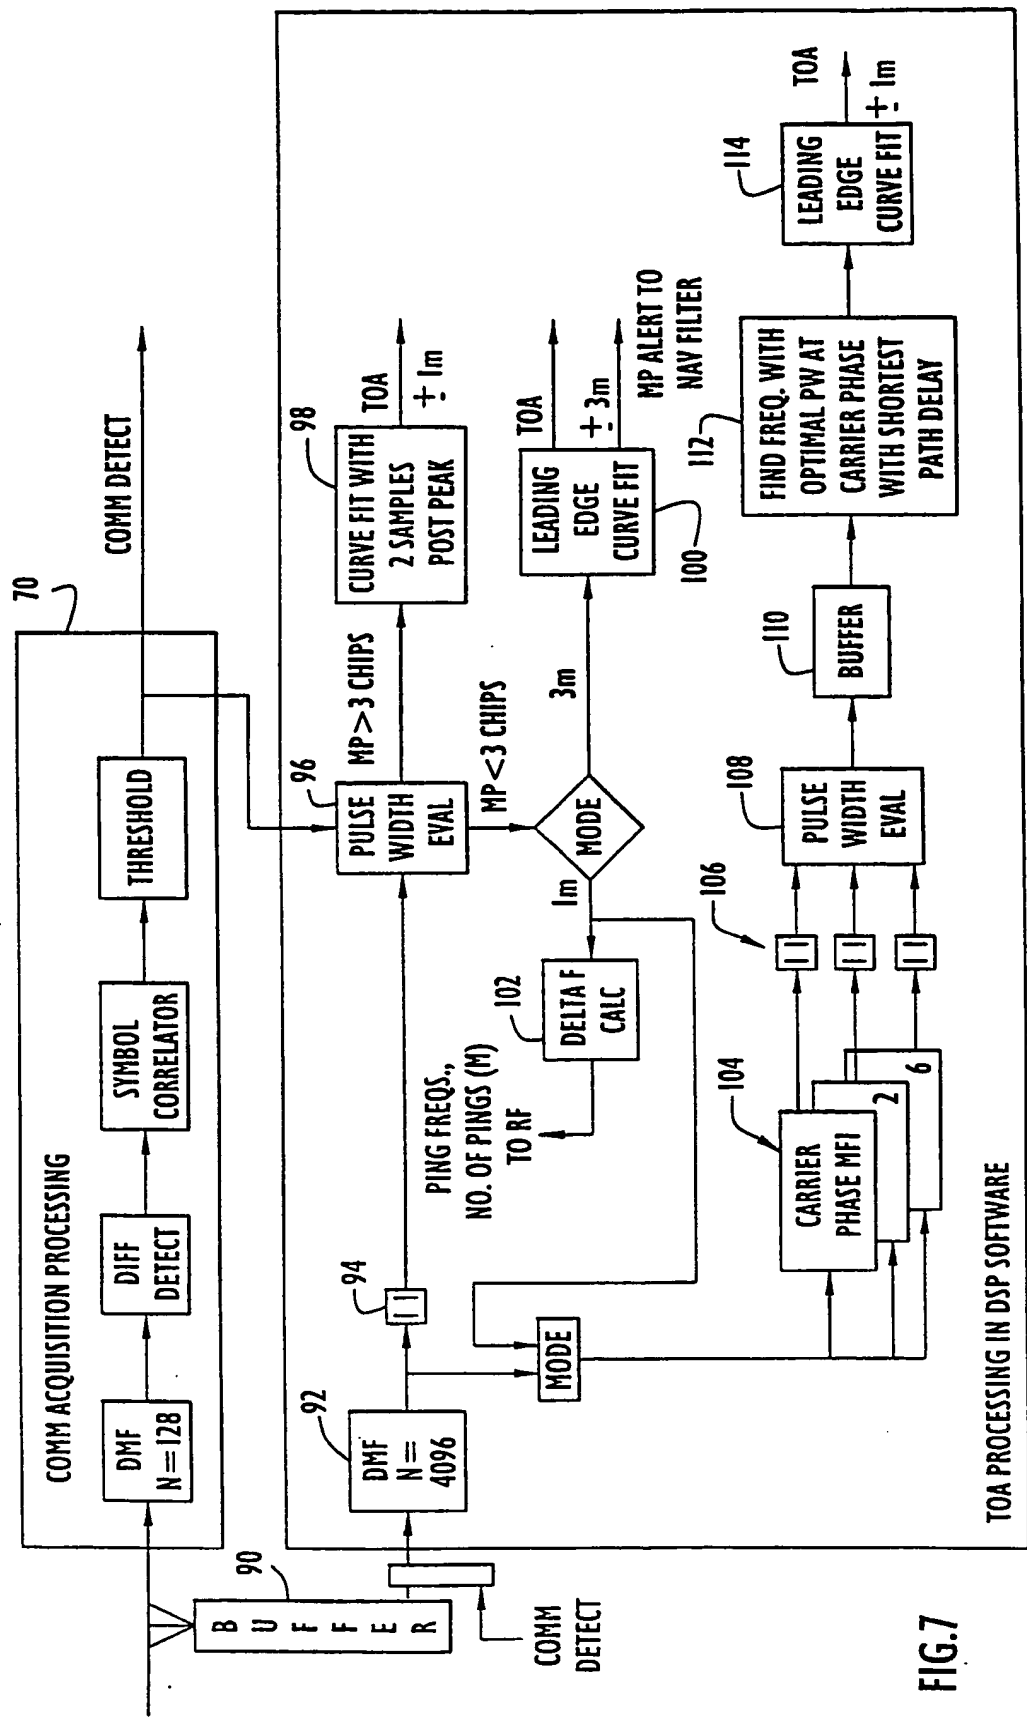 COMM ACQUISITION PROCESSING
70
DMF
N=128
DIFF
DETECT
SYMBOL
CORRELATOR
THRESHOLD
COMM DETECT
90
BUFFER
COMM
DETECT
92
DMF
N=
4096
94
| |
96
PULSE
WIDTH
EVAL
MP>3 CHIPS
98
CURVE FIT WITH
2 SAMPLES
POST PEAK
TOA
± 1m
MP<3 CHIPS
MODE
3m
1m
LEADING
EDGE
CURVE FIT
100
TOA
± 3m
MP ALERT TO
NAV FILTER
102
DELTA F
CALC
PING FREQS.,
NO. OF PINGS (M)
TO RF
MODE
104
CARRIER
PHASE MFI
2
6
106
| |
| |
| |
108
PULSE
WIDTH
EVAL
110
BUFFER
112
FIND FREQ. WITH
OPTIMAL PW AT
CARRIER PHASE
WITH SHORTEST
PATH DELAY
114
LEADING
EDGE
CURVE FIT
TOA
± 1m
TOA PROCESSING IN DSP SOFTWARE
FIG.7